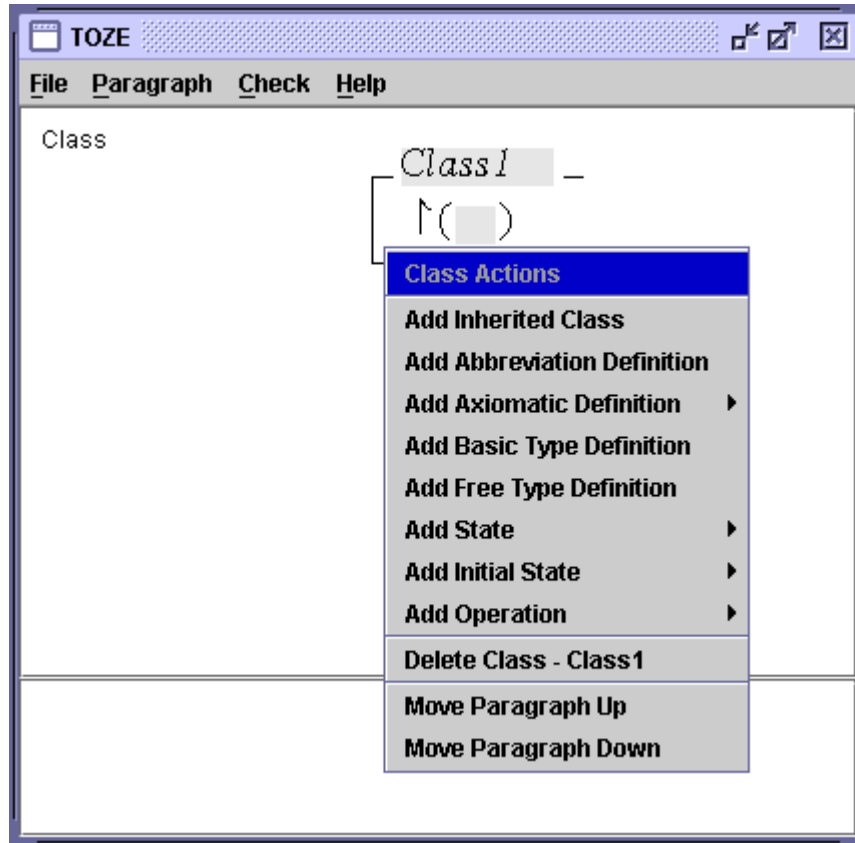 TOZE
File Paragraph Check Help
Class
Class1
↾( )
Class Actions
Add Inherited Class
Add Abbreviation Definition
Add Axiomatic Definition
Add Basic Type Definition
Add Free Type Definition
Add State
Add Initial State
Add Operation
Delete Class - Class1
Move Paragraph Up
Move Paragraph Down